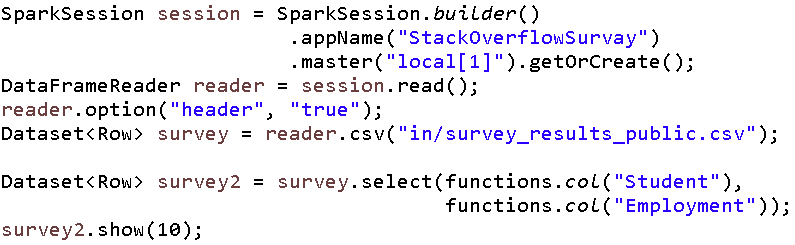 SparkSession session = SparkSession.builder()
.appName("StackOverflowSurvay")
.master("local[1]").getOrCreate();
DataFrameReader reader = session.read();
reader.option("header", "true");
Dataset<Row> survey = reader.csv("in/survey_results_public.csv");
Dataset<Row> survey2 = survey.select(functions.col("Student"),
functions.col("Employment"));
survey2.show(10);